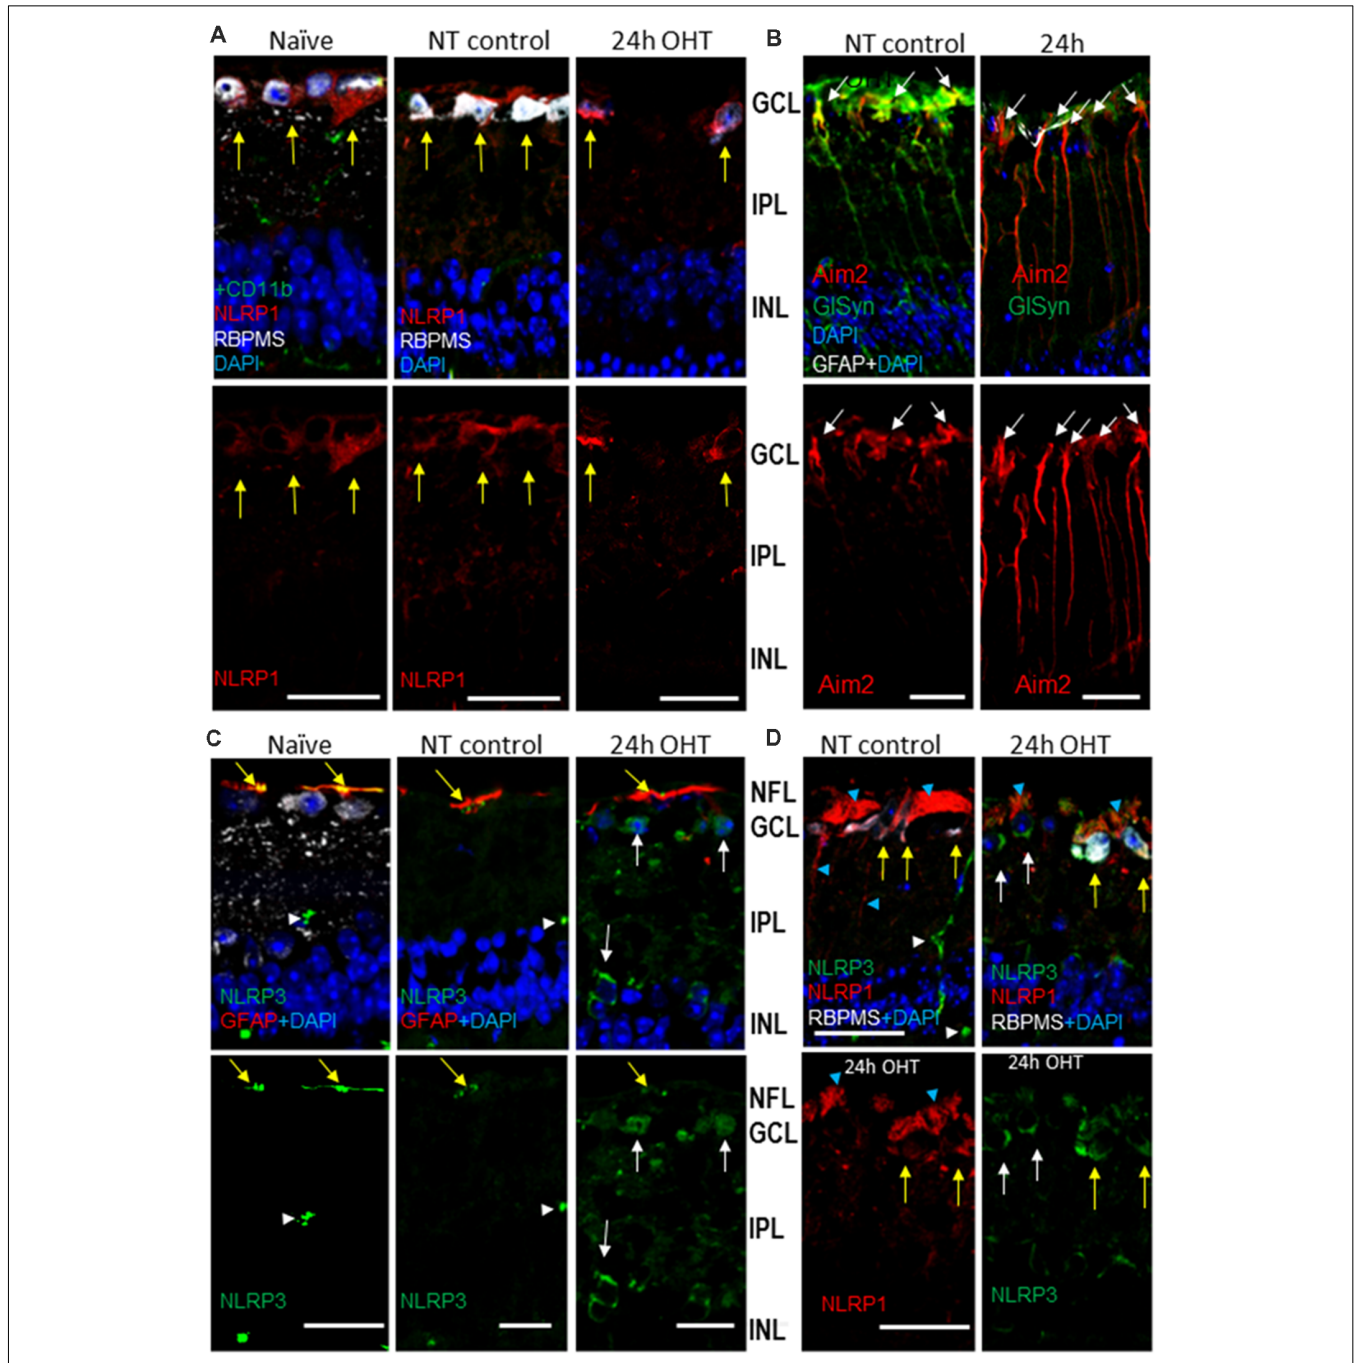 A
Naïve
NT control
24h OHT
+CD11b
NLRP1
RBPMS
DAPI
NLRP1
RBPMS
DAPI
NLRP1
NLRP1
GCL
IPL
INL
GCL
IPL
INL
B
NT control
24h
Aim2
GlSyn
DAPI
GFAP+DAPI
Aim2
GlSyn
Aim2
Aim2
C
Naïve
NT control
24h OHT
NLRP3
GFAP+DAPI
NLRP3
GFAP+DAPI
NLRP3
NLRP3
NFL
GCL
IPL
INL
NFL
GCL
IPL
INL
D
NT control
24h OHT
NLRP3
NLRP1
RBPMS+DAPI
NLRP3
NLRP1
RBPMS+DAPI
24h OHT
24h OHT
NLRP1
NLRP3